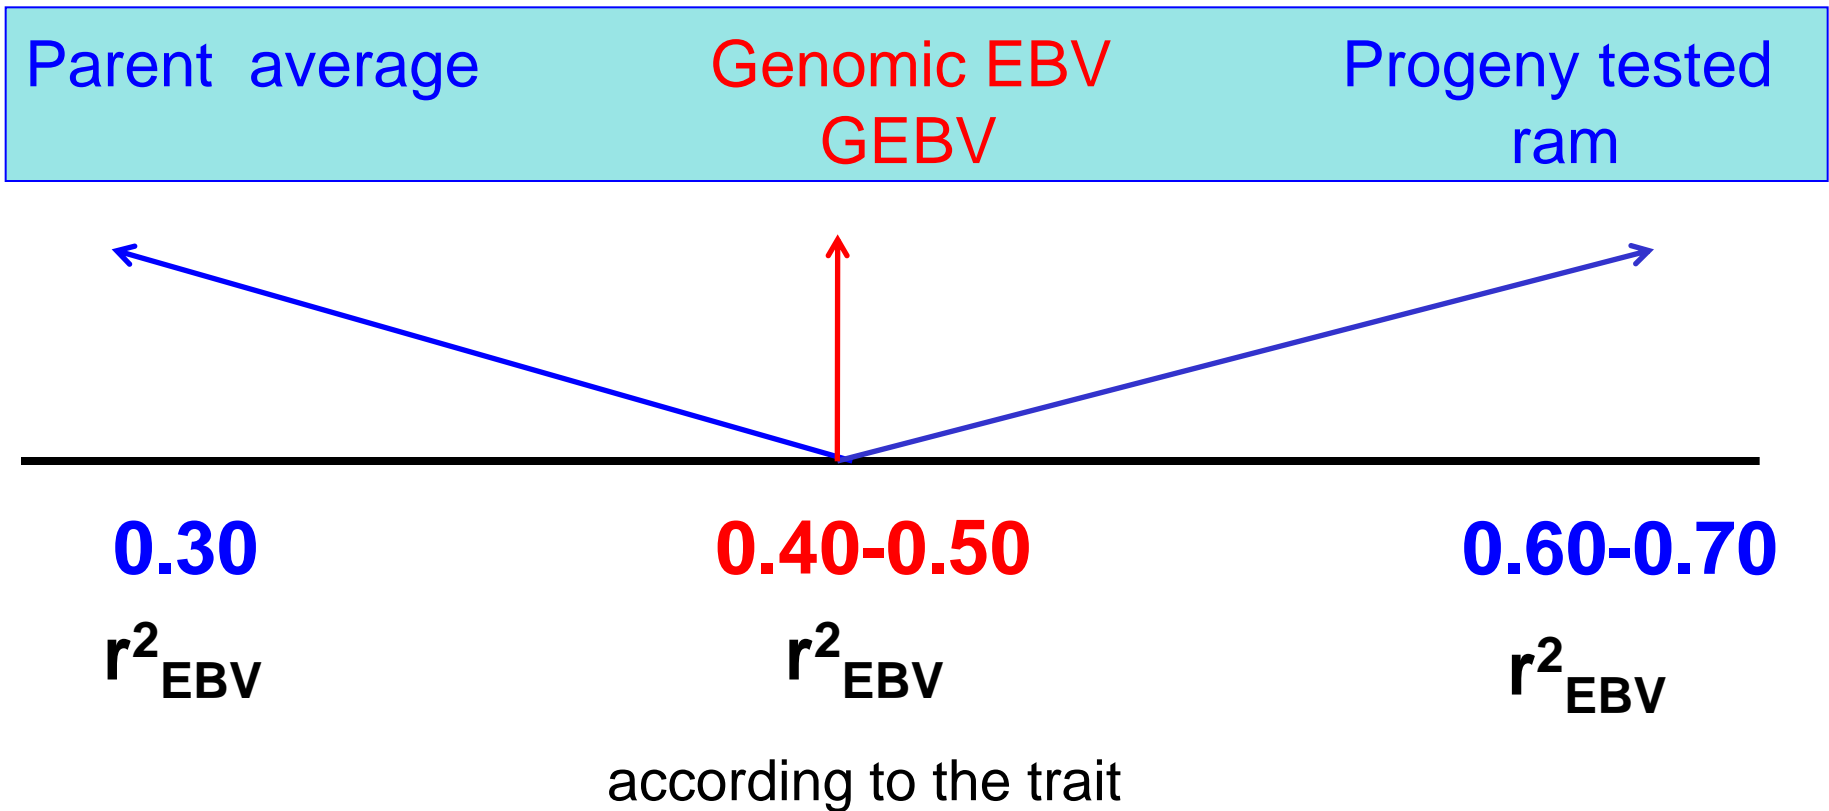 Parent average Genomic EBV Progeny tested
GEBV ram
0.30 0.40-0.50 0.60-0.70
r²EBV r²EBV r²EBV
according to the trait